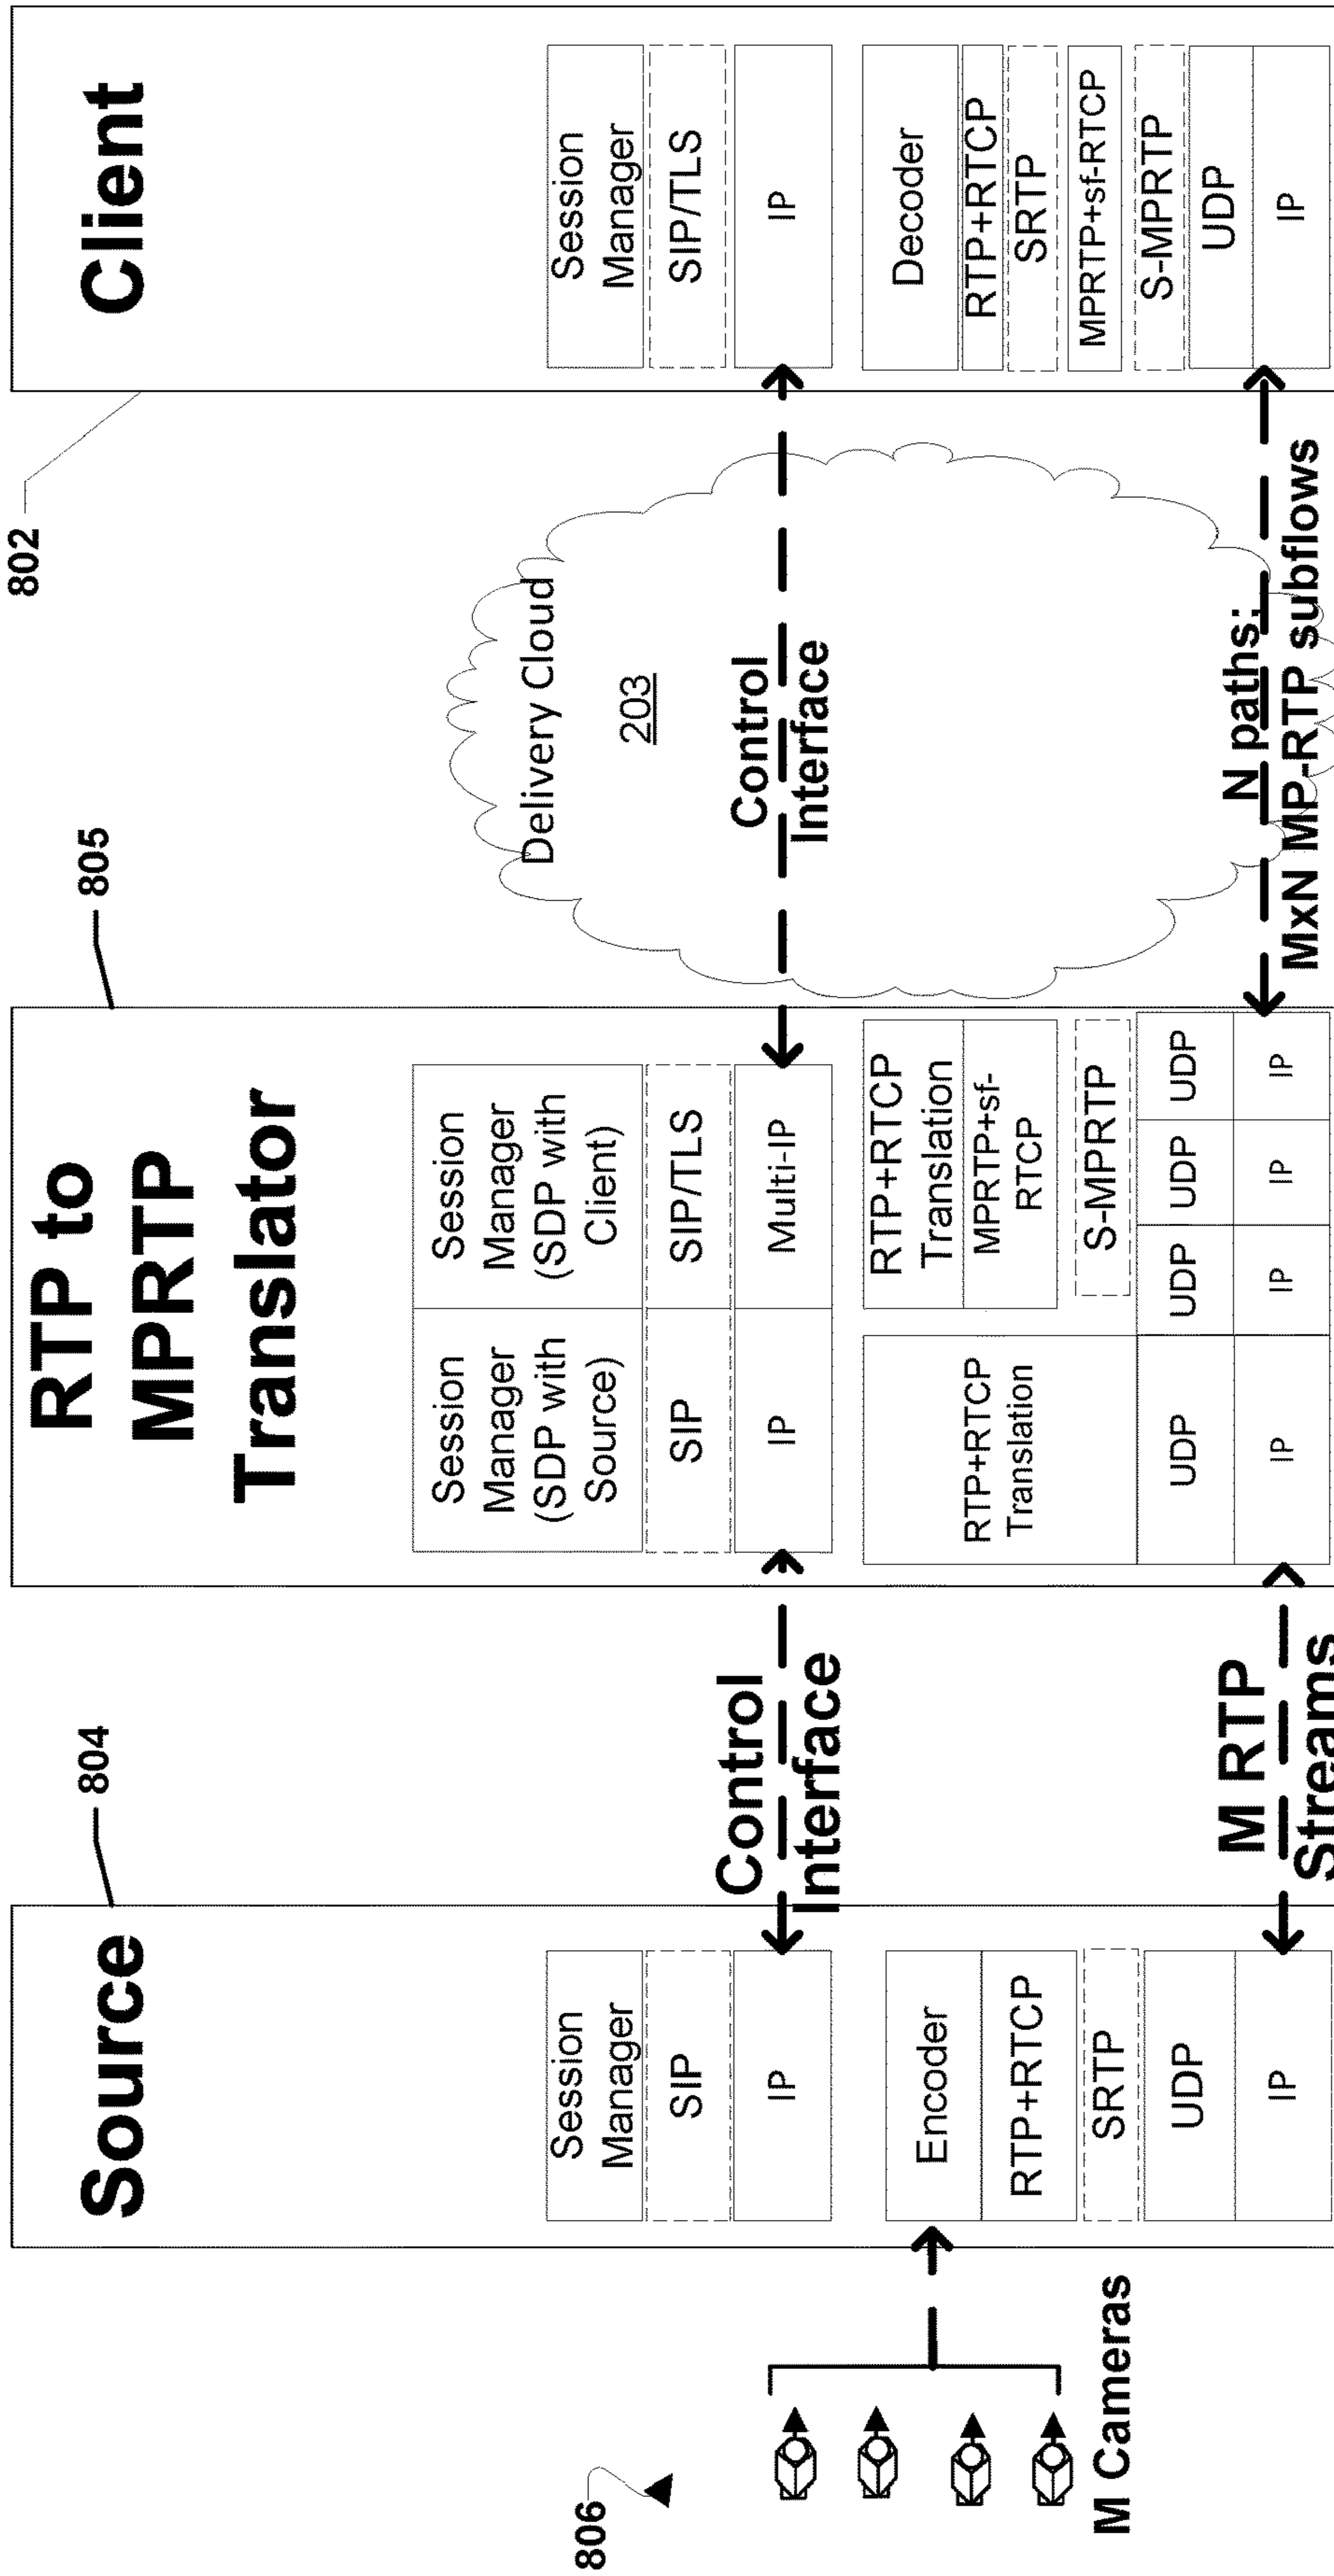 Source
804
Session
Manager
SIP
IP
Encoder
RTP+RTCP
SRTP
UDP
IP
806
M Cameras
Control
Interface
M RTP
Streams
RTP to
MPRTP
Translator
805
Session
Manager
(SDP with
Source)
Session
Manager
(SDP with
Client)
SIP
SIP/TLS
IP
Multi-IP
RTP+RTCP
Translation
RTP+RTCP
Translation
MPRTP+sf-
RTCP
S-MPRTP
UDP
UDP
UDP
UDP
IP
IP
IP
IP
Delivery Cloud
203
Control
Interface
N paths;
MxN MP-RTP subflows
Client
802
Session
Manager
SIP/TLS
IP
Decoder
RTP+RTCP
SRTP
MPRTP+sf-RTCP
S-MPRTP
UDP
IP